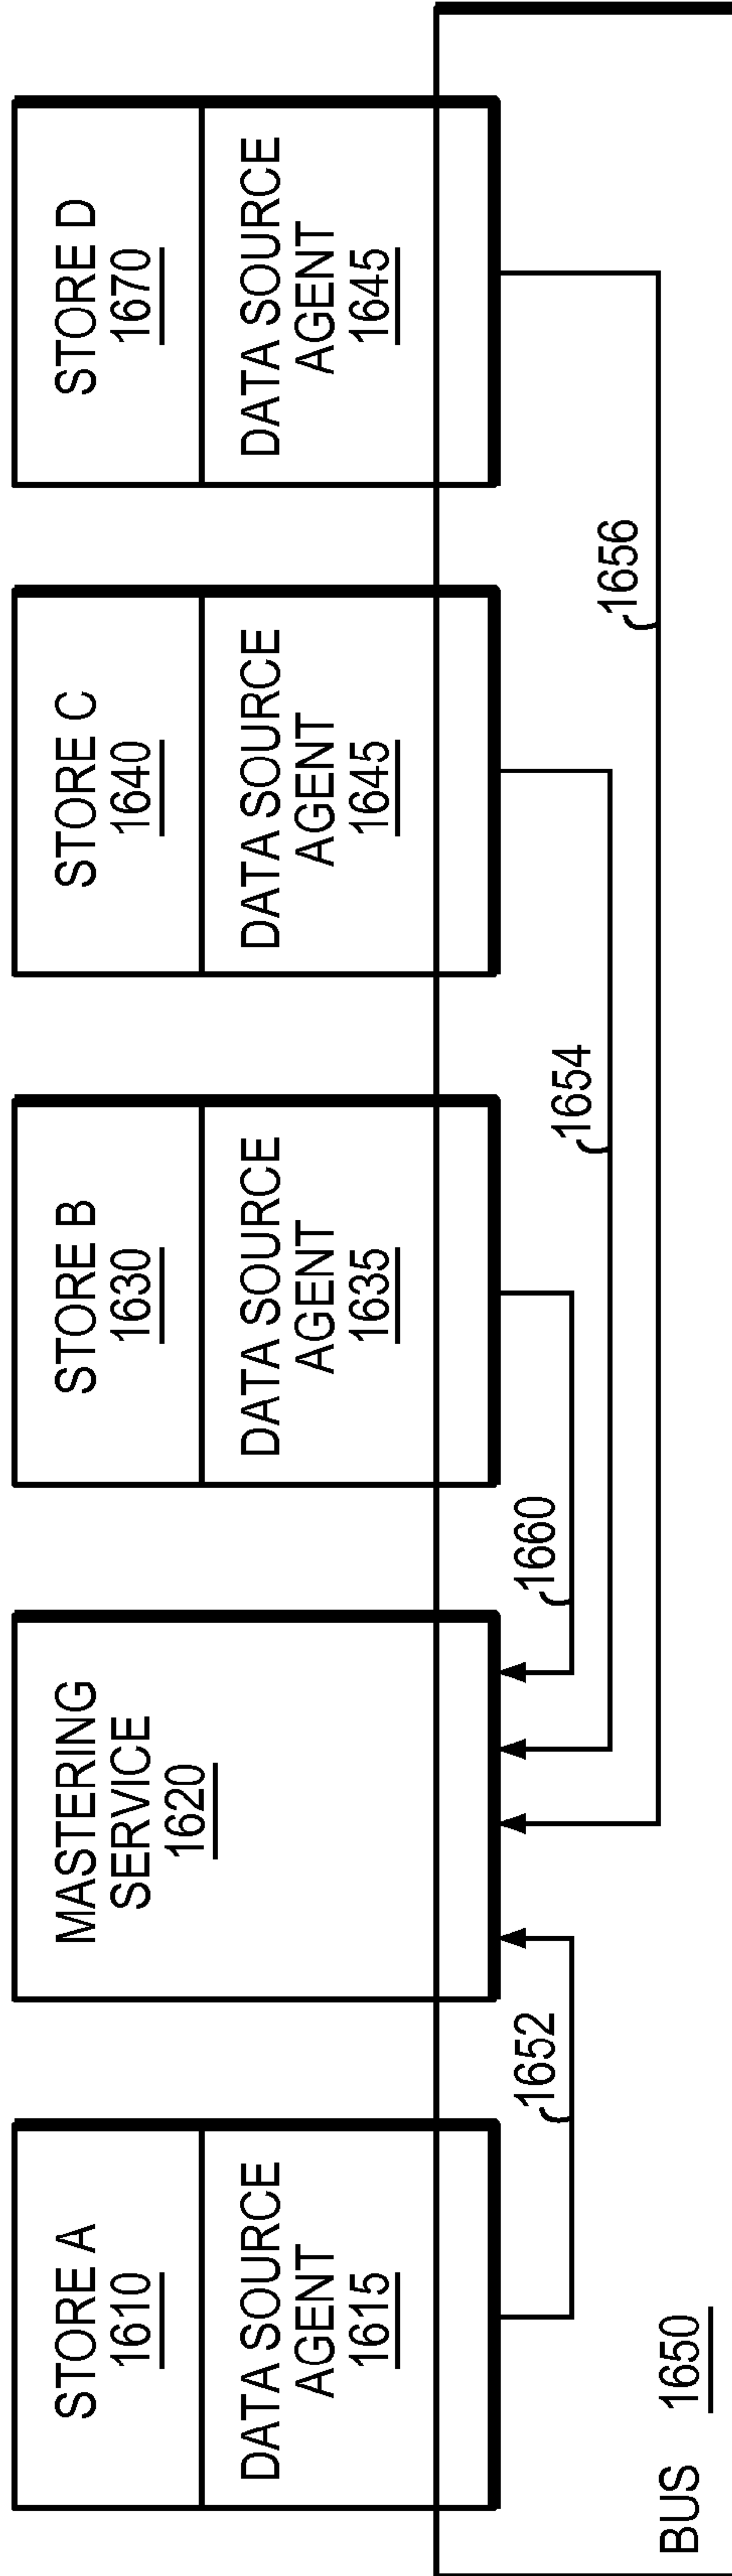 STORE A
1610
DATA SOURCE
AGENT
1615
MASTERING
SERVICE
1620
STORE B
1630
DATA SOURCE
AGENT
1635
STORE C
1640
DATA SOURCE
AGENT
1645
STORE D
1670
DATA SOURCE
AGENT
1645
1652
1660
1654
1656
BUS 1650